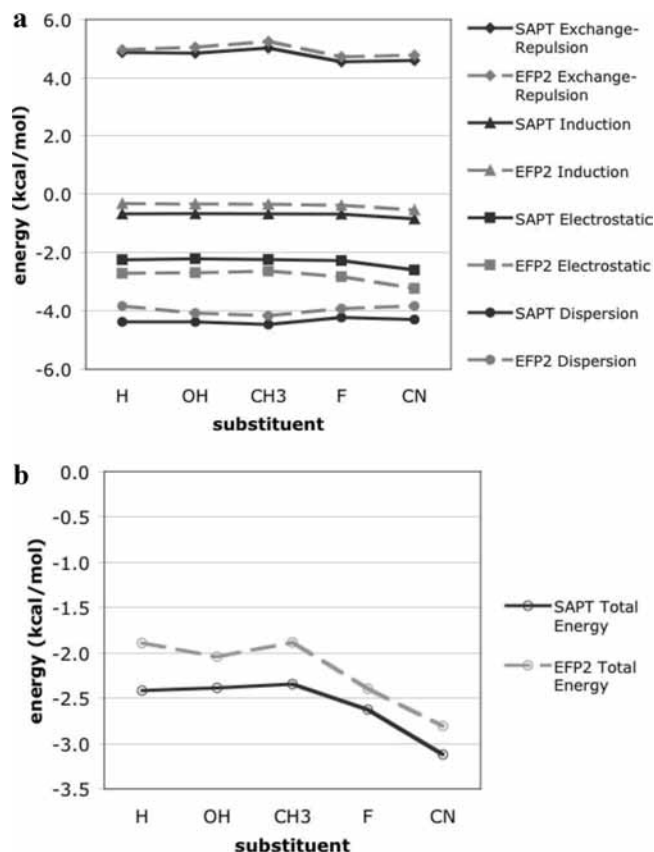 a
6.0
4.0
2.0
0.0
-2.0
-4.0
-6.0
energy (kcal/mol)
H OH CH3 F CN
substituent
SAPT Exchange-
Repulsion
EFP2 Exchange-
Repulsion
SAPT Induction
EFP2 Induction
SAPT Electrostatic
EFP2 Electrostatic
SAPT Dispersion
EFP2 Dispersion
b
0.0
-0.5
-1.0
-1.5
-2.0
-2.5
-3.0
-3.5
energy (kcal/mol)
H OH CH3 F CN
substituent
SAPT Total
Energy
EFP2 Total
Energy